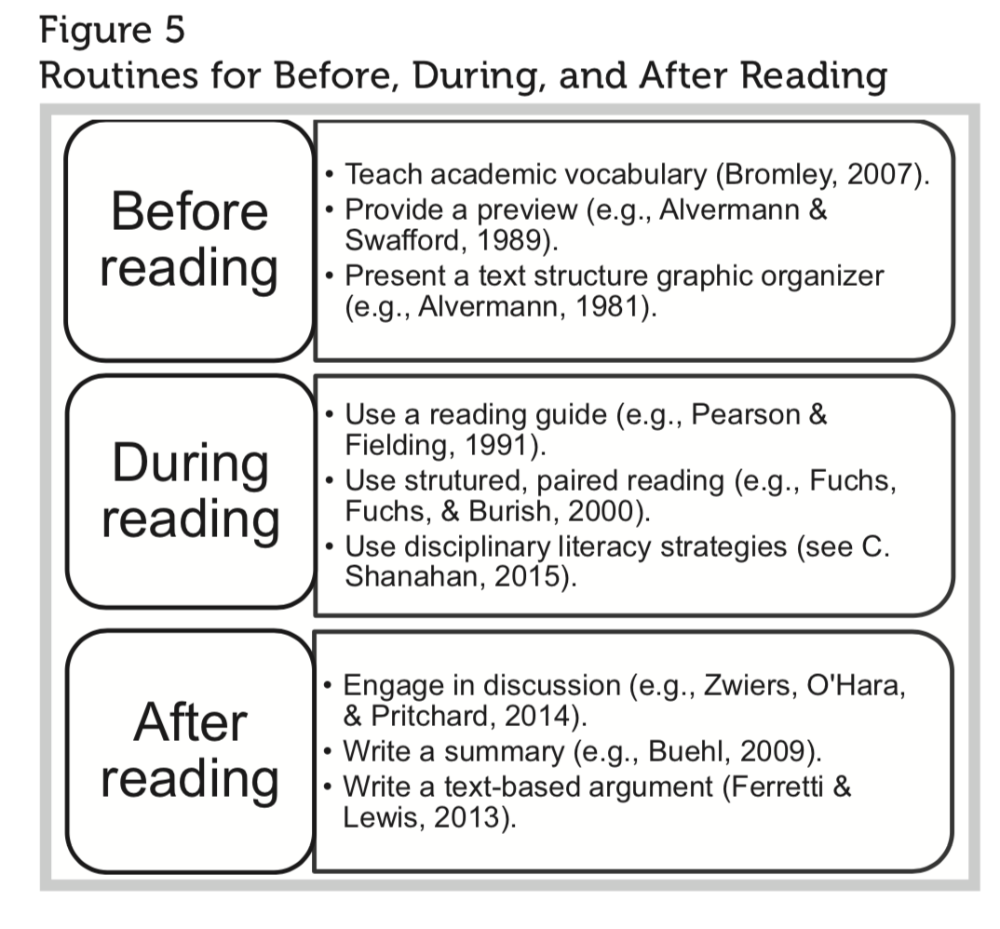 Figure 5
Routines for Before, During, and After Reading
Before
reading
• Teach academic vocabulary (Bromley, 2007).
• Provide a preview (e.g., Alvermann &
Swafford, 1989).
• Present a text structure graphic organizer
(e.g., Alvermann, 1981).
During
reading
• Use a reading guide (e.g., Pearson &
Fielding, 1991).
• Use strutured, paired reading (e.g., Fuchs,
Fuchs, & Burish, 2000).
• Use disciplinary literacy strategies (see C.
Shanahan, 2015).
After
reading
• Engage in discussion (e.g., Zwiers, O'Hara,
& Pritchard, 2014).
• Write a summary (e.g., Buehl, 2009).
• Write a text-based argument (Ferretti &
Lewis, 2013).